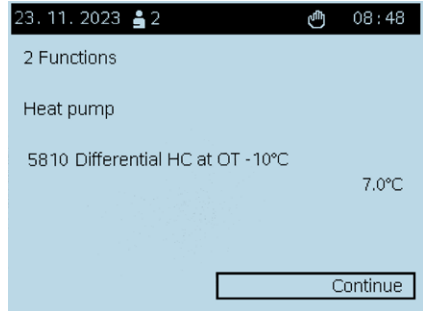 23. 11. 2023 2 08:48
2 Functions
Heat pump
5810 Differential HC at OT -10°C
7.0°C
Continue